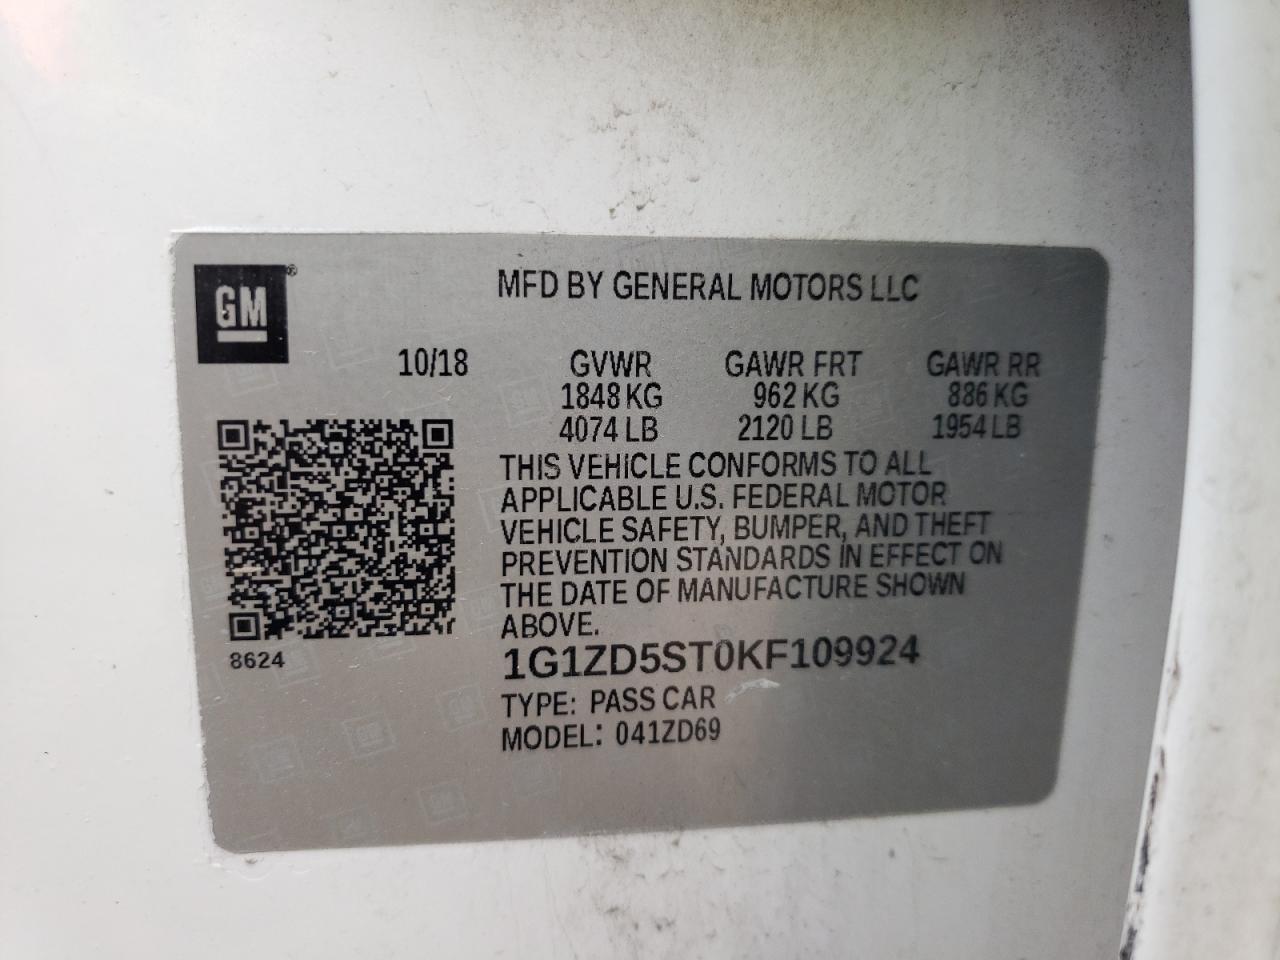 GM®
MFD BY GENERAL MOTORS LLC
10/18 GVWR GAWR FRT GAWR RR
1848 KG 962 KG 886 KG
4074 LB 2120 LB 1954 LB
THIS VEHICLE CONFORMS TO ALL
APPLICABLE U.S. FEDERAL MOTOR
VEHICLE SAFETY, BUMPER, AND THEFT
PREVENTION STANDARDS IN EFFECT ON
THE DATE OF MANUFACTURE SHOWN
ABOVE.
8624
1G1ZD5ST0KF109924
TYPE: PASS CAR
MODEL: 041ZD69